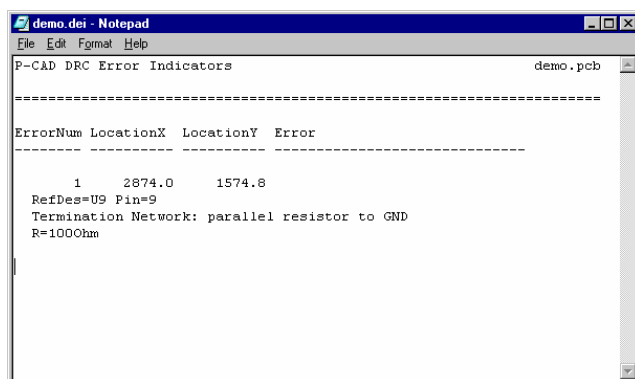 demo.dei - Notepad
File Edit Format Help
P-CAD DRC Error Indicators demo.pcb
======================================================================
ErrorNum LocationX LocationY Error
-------- ---------- ---------- ------------------------------
1 2874.0 1574.8
RefDes=U9 Pin=9
Termination Network: parallel resistor to GND
R=100Ohm